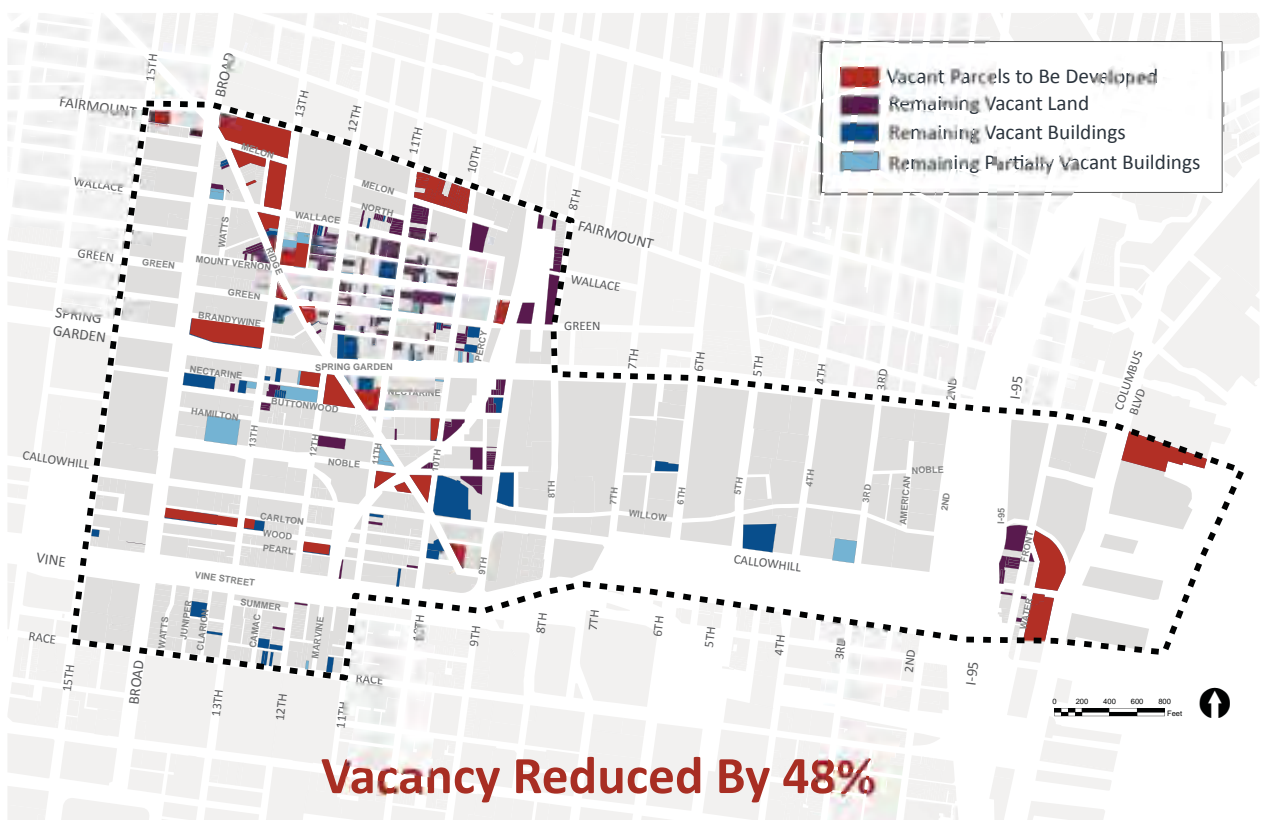 Vacant Parcels to Be Developed
Remaining Vacant Land
Remaining Vacant Buildings
Remaining Partially Vacant Buildings
15TH
BROAD
13TH
12TH
11TH
10TH
8TH
FAIRMOUNT
FAIRMOUNT
MELON
MELON
NORTH
WALLACE
WALLACE
WATTS
RIDGE
WALLACE
GREEN
GREEN
MOUNT VERNON
GREEN
GREEN
SPRING
GARDEN
BRANDYWINE
PERCY
SPRING GARDEN
7TH
6TH
5TH
4TH
3RD
2ND
I-95
COLUMBUS
BLVD
NECTARINE
NECTARINE
BUTTONWOOD
HAMILTON
13TH
12TH
11TH
10TH
NOBLE
CALLOWHILL
8TH
7TH
6TH
5TH
4TH
3RD
AMERICAN
NOBLE
2ND
I-95
FRONT
WATER
WILLOW
CARLTON
WOOD
PEARL
9TH
CALLOWHILL
VINE
VINE STREET
SUMMER
WATTS
JUNIPER
CLARION
CAMAC
MARVINE
RACE
RACE
15TH
BROAD
13TH
12TH
11TH
9TH
8TH
7TH
6TH
5TH
4TH
3RD
2ND
I-95
0 200 400 600 800
Feet
Vacancy Reduced By 48%